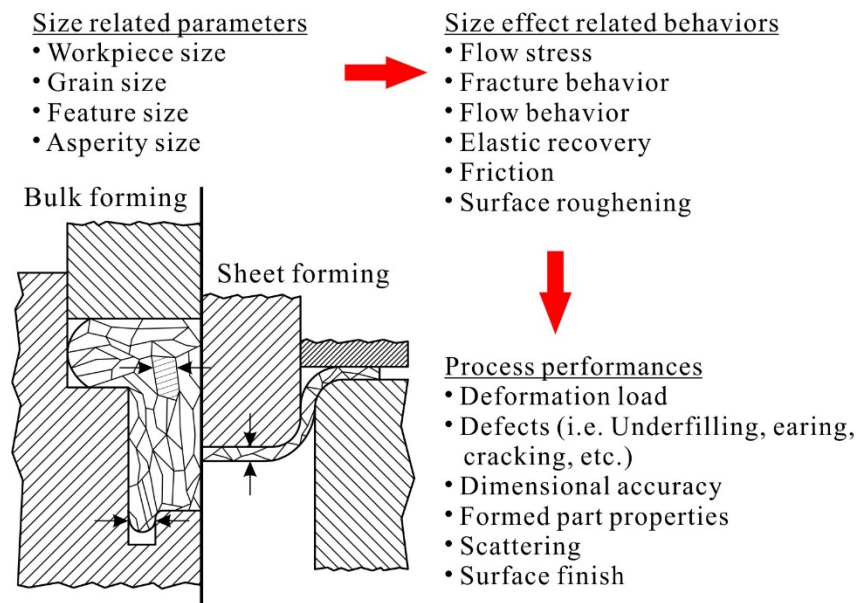 Size related parameters
• Workpiece size
• Grain size
• Feature size
• Asperity size
Size effect related behaviors
• Flow stress
• Fracture behavior
• Flow behavior
• Elastic recovery
• Friction
• Surface roughening
Bulk forming
Sheet forming
Process performances
• Deformation load
• Defects (i.e. Underfilling, earing,
cracking, etc.)
• Dimensional accuracy
• Formed part properties
• Scattering
• Surface finish